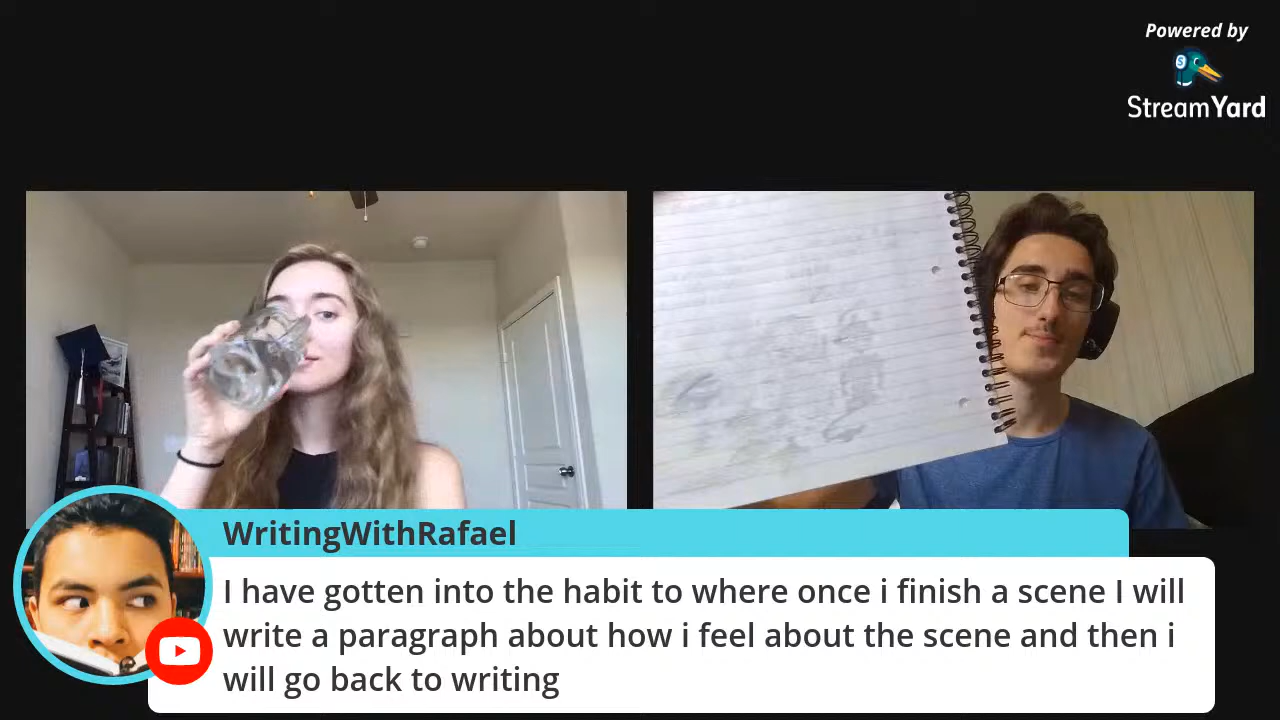 Powered by
StreamYard
WritingWithRafael
I have gotten into the habit to where once i finish a scene I will
write a paragraph about how i feel about the scene and then i
will go back to writing